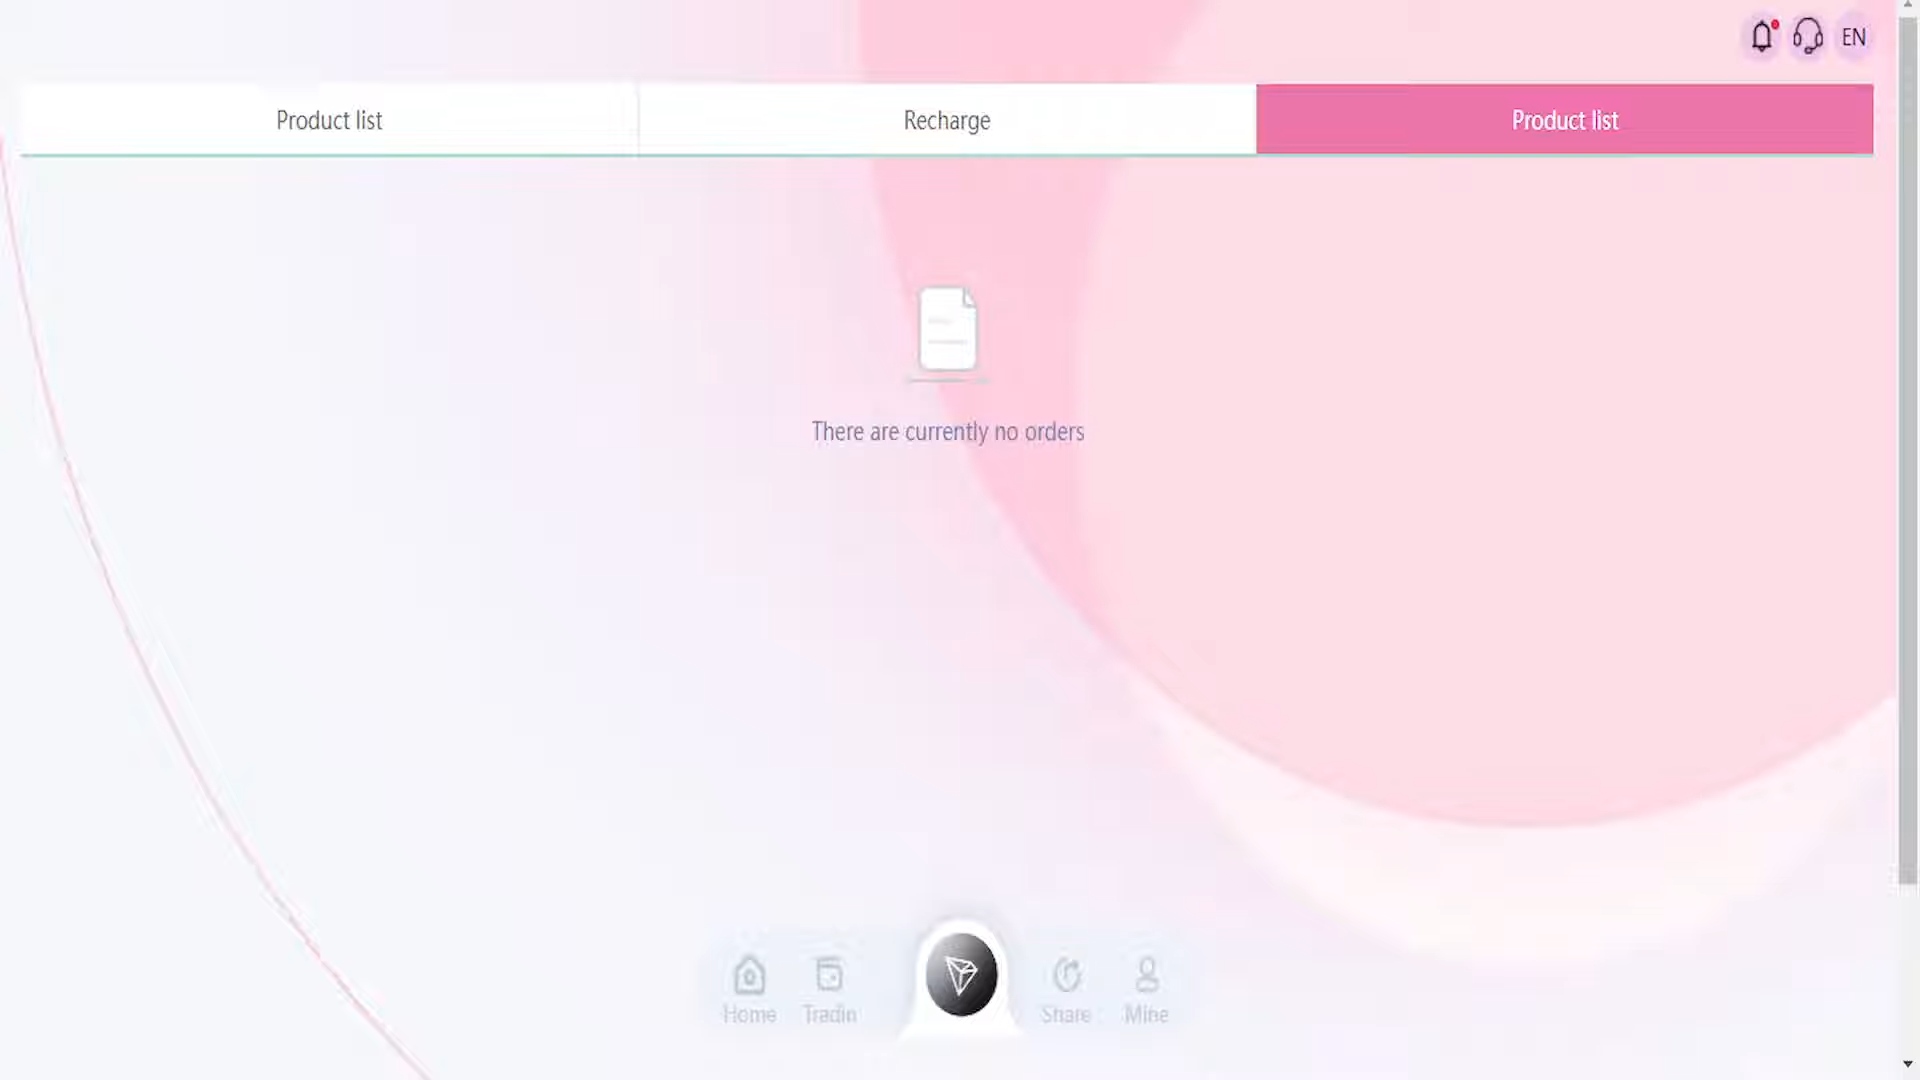 EN
Product list
Recharge
Product list
There are currently no orders
Home
Tradin
Share
Mine